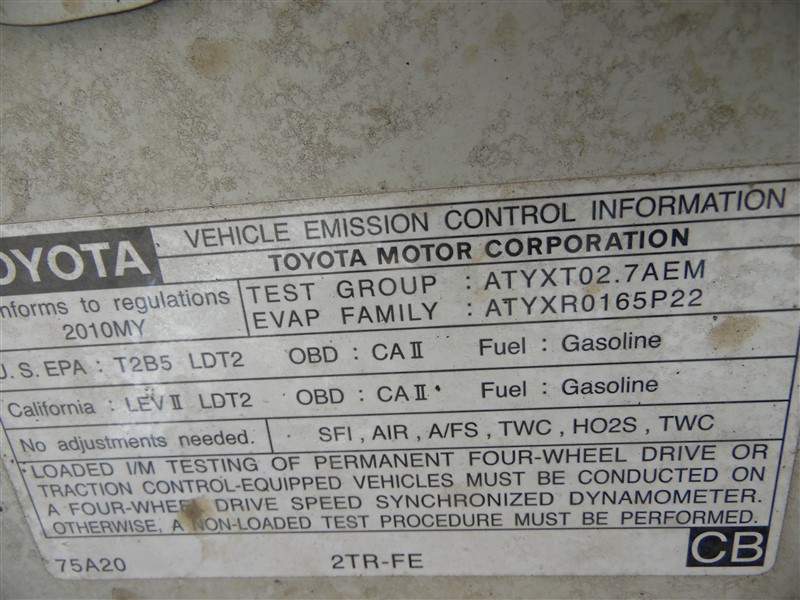 OYOTA VEHICLE EMISSION CONTROL INFORMATION
TOYOTA MOTOR CORPORATION
nforms to regulations
2010MY
TEST GROUP : ATYXT02.7AEM
EVAP FAMILY : ATYXR0165P22
J.S. EPA : T2B5 LDT2 OBD : CAⅡ Fuel : Gasoline
California : LEVⅡ LDT2 OBD : CAⅡ Fuel : Gasoline
No adjustments needed. SFI , AIR , A/FS , TWC , HO2S , TWC
LOADED I/M TESTING OF PERMANENT FOUR-WHEEL DRIVE OR
TRACTION CONTROL-EQUIPPED VEHICLES MUST BE CONDUCTED ON
A FOUR-WHEEL DRIVE SPEED SYNCHRONIZED DYNAMOMETER.
OTHERWISE, A NON-LOADED TEST PROCEDURE MUST BE PERFORMED.
75A20 2TR-FE CB